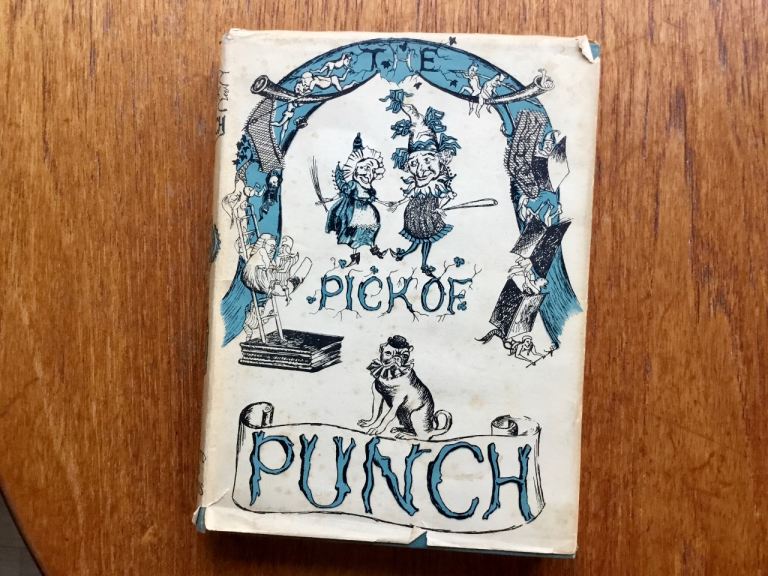 THE
PICK OF
PUNCH